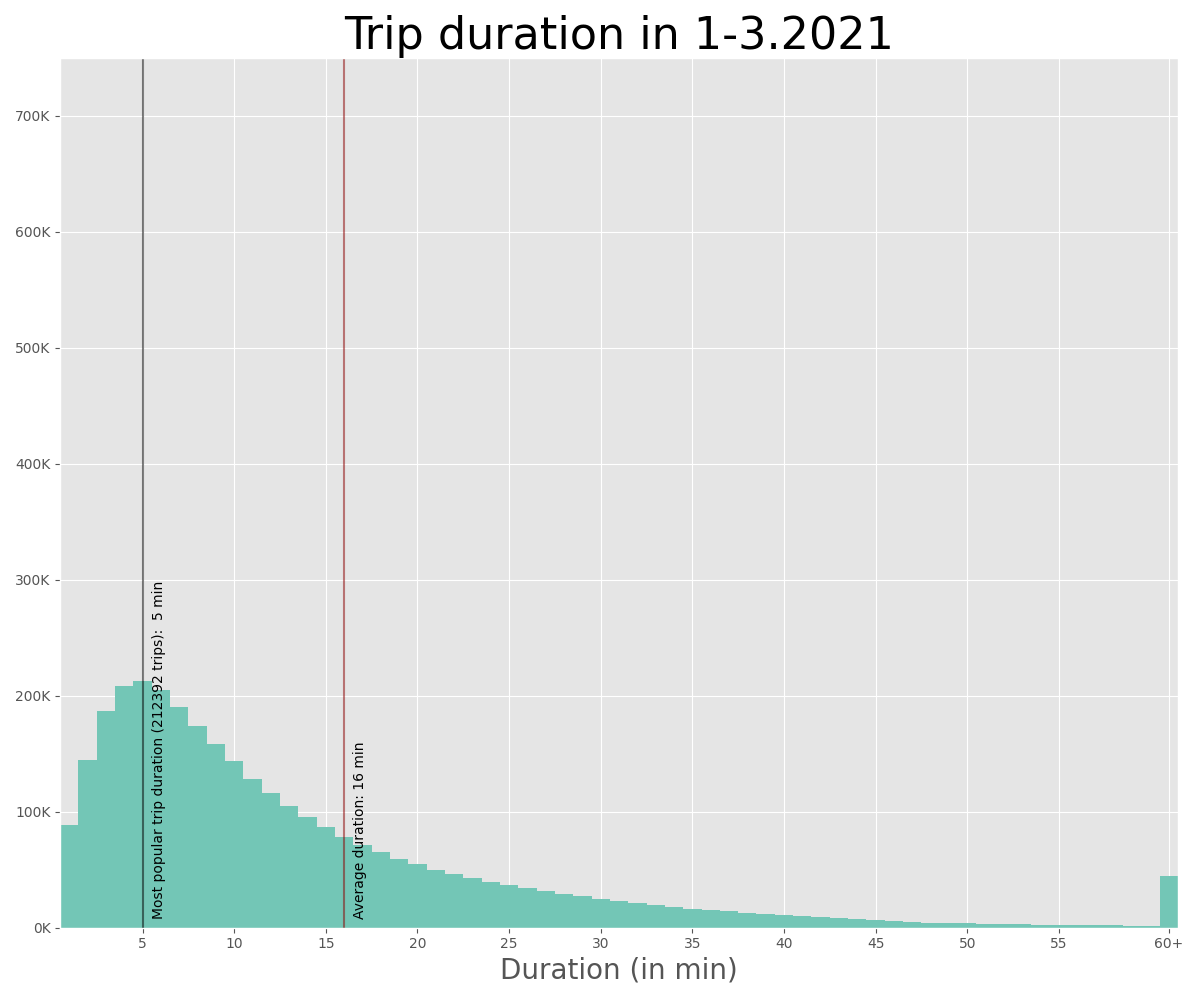 Trip duration in 1-3.2021
700K
600K
500K
400K
300K
200K
100K
0K
Most popular trip duration (212392 trips):  5 min
Average duration: 16 min
5 10 15 20 25 30 35 40 45 50 55 60+
Duration (in min)